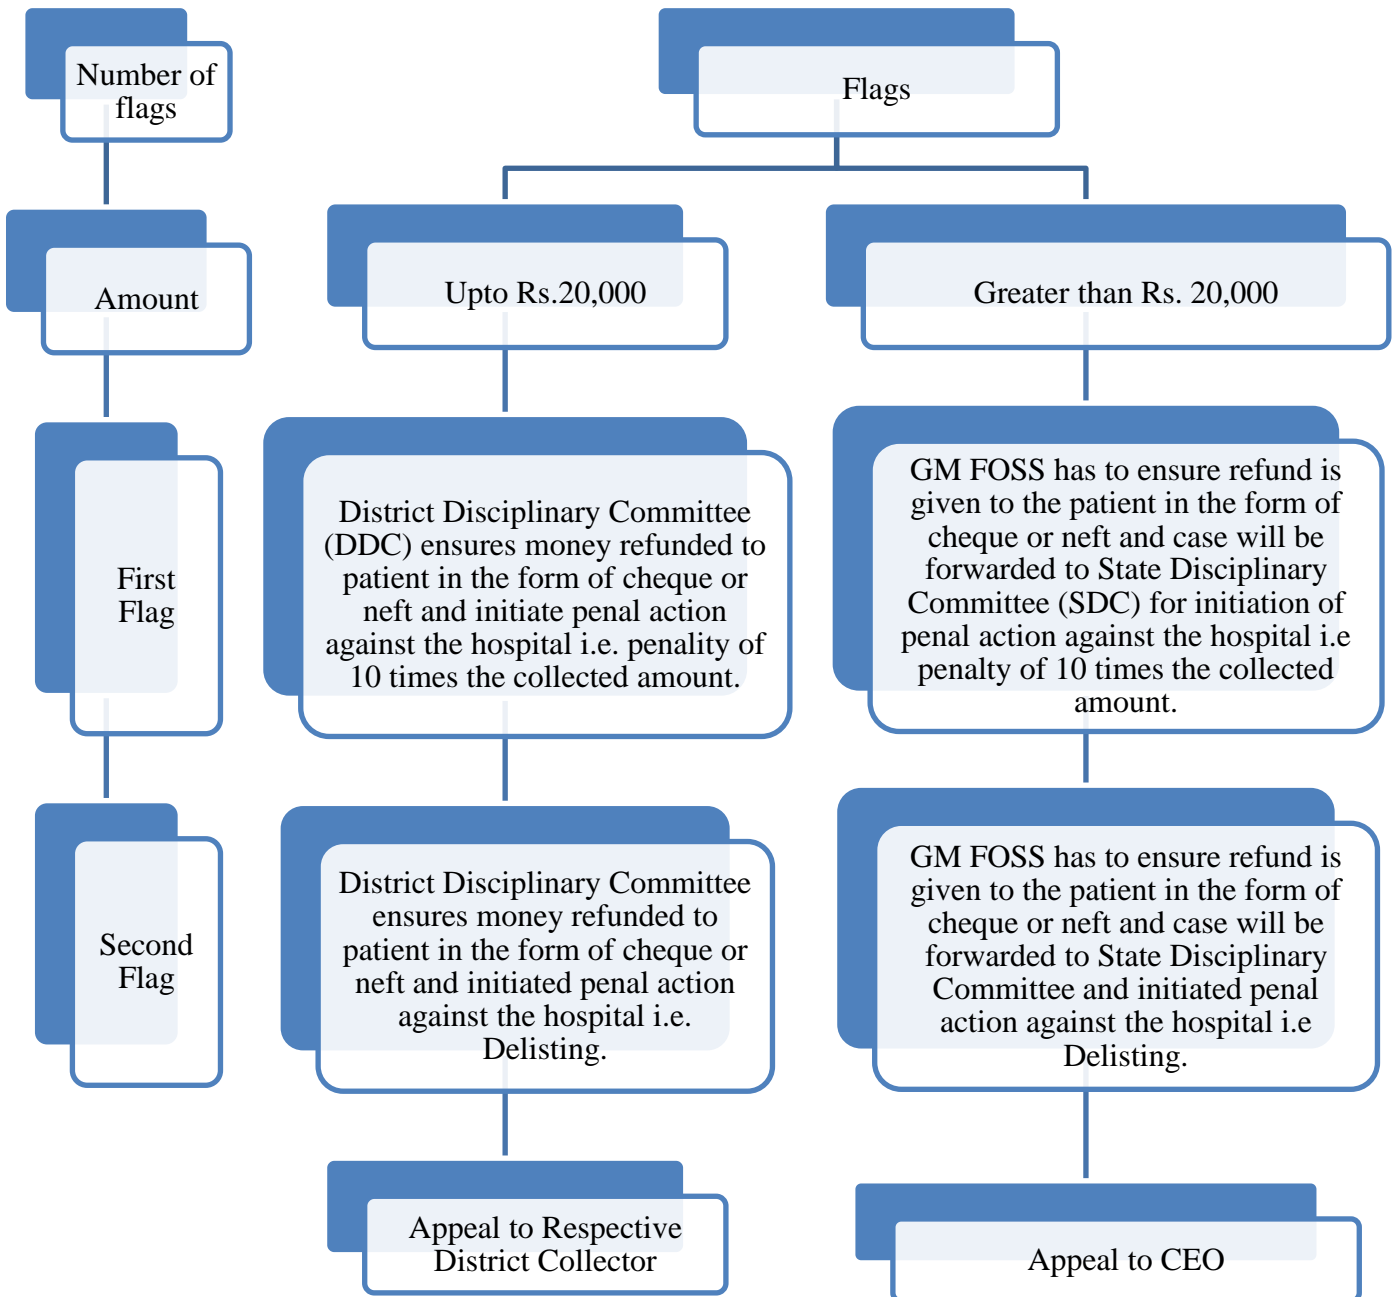 Number of
flags
Flags
Amount
Upto Rs.20,000
Greater than Rs. 20,000
First
Flag
District Disciplinary Committee
(DDC) ensures money refunded to
patient in the form of cheque or
neft and initiate penal action
against the hospital i.e. penality of
10 times the collected amount.
GM FOSS has to ensure refund is
given to the patient in the form of
cheque or neft and case will be
forwarded to State Disciplinary
Committee (SDC) for initiation of
penal action against the hospital i.e
penalty of 10 times the collected
amount.
Second
Flag
District Disciplinary Committee
ensures money refunded to
patient in the form of cheque or
neft and initiated penal action
against the hospital i.e.
Delisting.
GM FOSS has to ensure refund is
given to the patient in the form of
cheque or neft and case will be
forwarded to State Disciplinary
Committee and initiated penal
action against the hospital i.e
Delisting.
Appeal to Respective
District Collector
Appeal to CEO